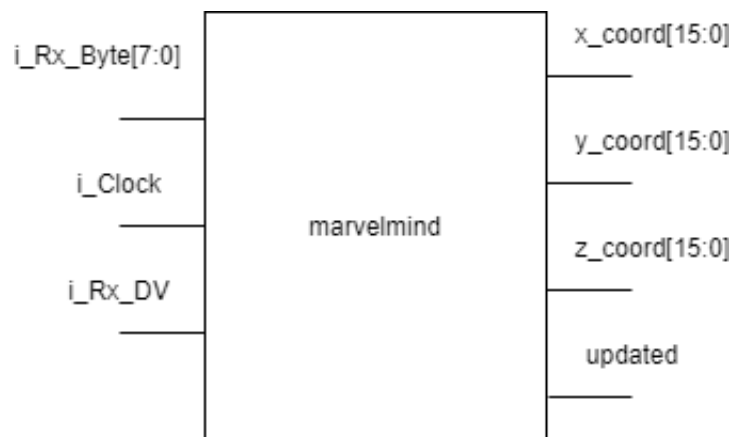 i_Rx_Byte[7:0]
i_Clock
i_Rx_DV
marvelmind
x_coord[15:0]
y_coord[15:0]
z_coord[15:0]
updated